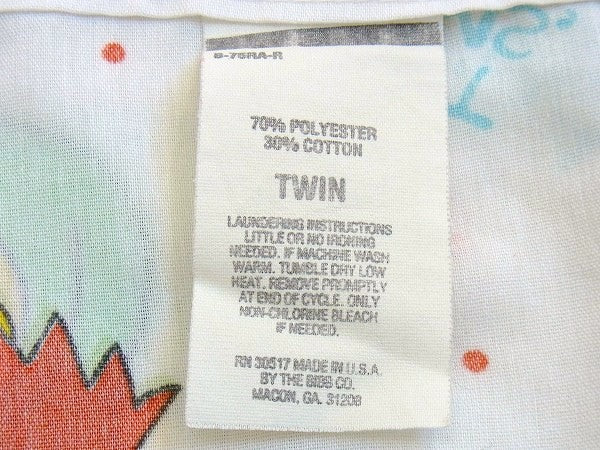 8-75RA-R
70% POLYESTER
30% COTTON
TWIN
LAUNDERING INSTRUCTIONS
LITTLE OR NO IRONING
NEEDED. IF MACHINE WASH
WARM. TUMBLE DRY LOW
HEAT. REMOVE PROMPTLY
AT END OF CYCLE. ONLY
NON-CHLORINE BLEACH
IF NEEDED.
RN 30517 MADE IN U.S.A.
BY THE BIBB CO.
MACON, GA. 31208